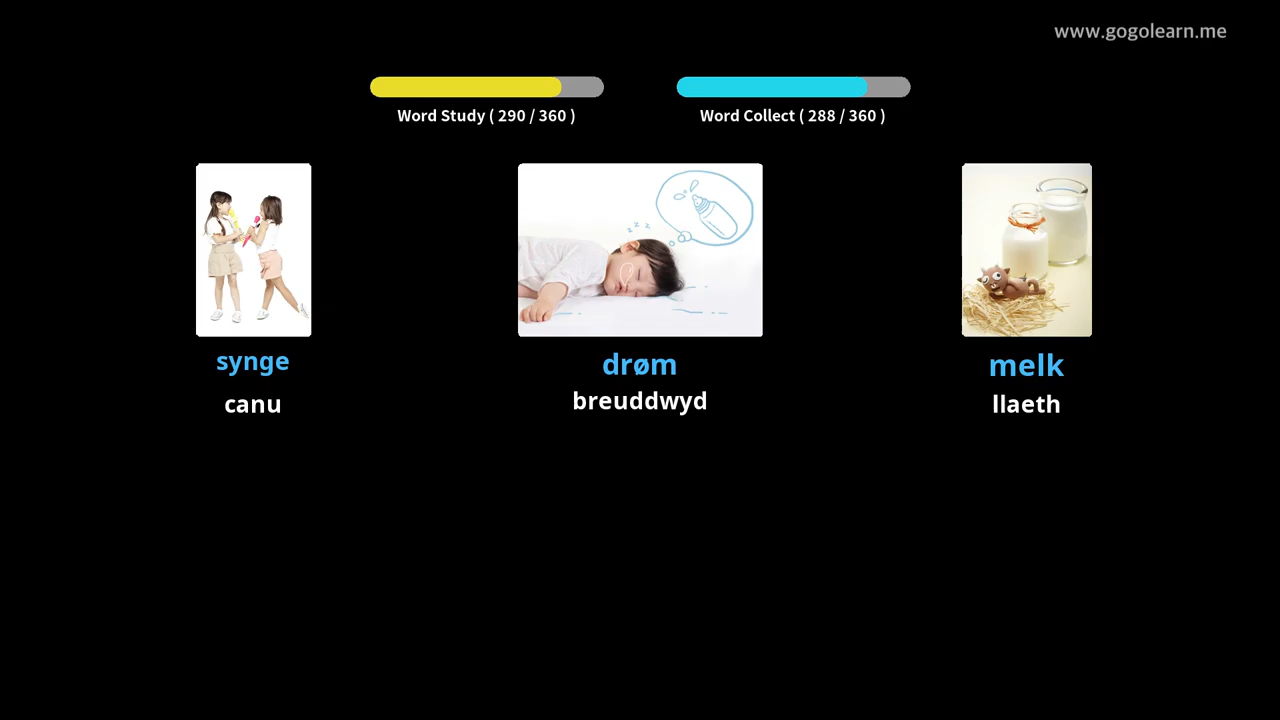 www.gogolearn.me
Word Study ( 290 / 360 )
Word Collect ( 288 / 360 )
synge
drøm
melk
canu
breuddwyd
llaeth